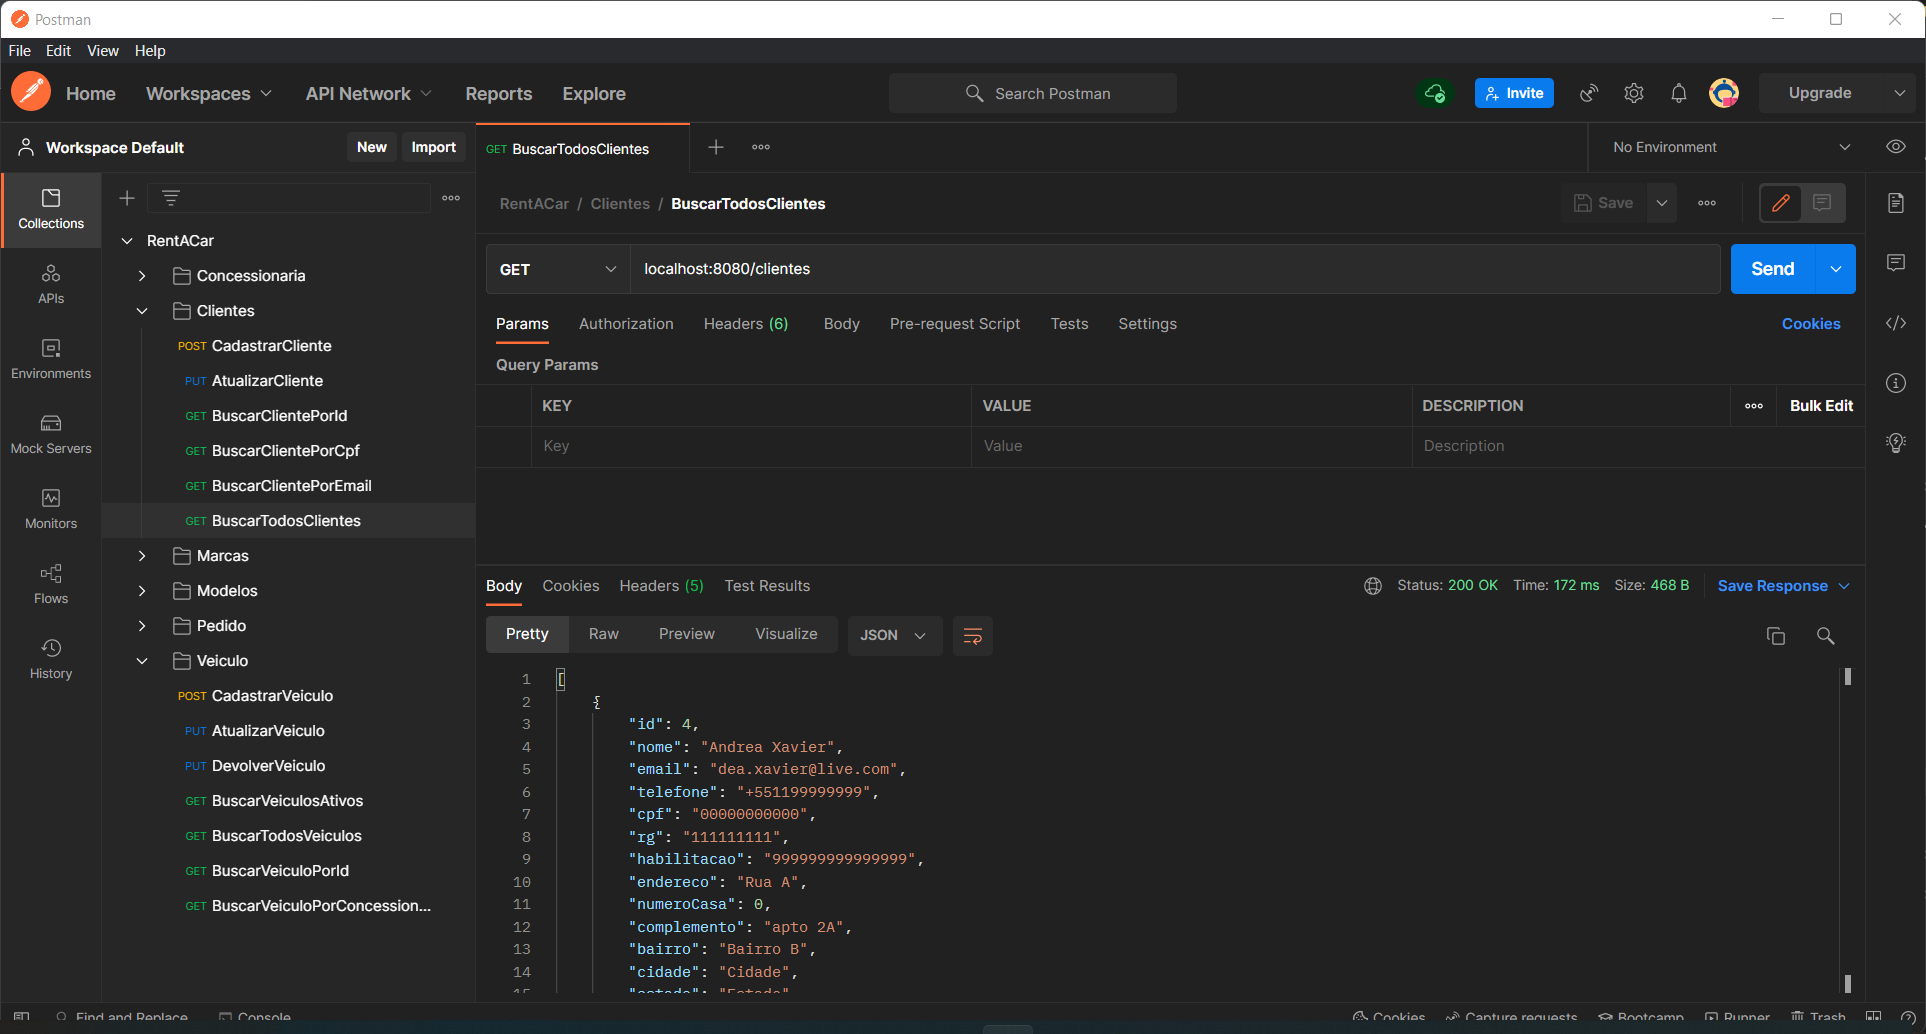 Postman
File Edit View Help
Home Workspaces API Network Reports Explore Search Postman Invite Upgrade
Workspace Default New Import GET BuscarTodosClientes No Environment
RentACar / Clientes / BuscarTodosClientes Save
Collections
APIs
Environments
Mock Servers
Monitors
Flows
History
RentACar
Concessionaria
Clientes
POST CadastrarCliente
PUT AtualizarCliente
GET BuscarClientePorId
GET BuscarClientePorCpf
GET BuscarClientePorEmail
GET BuscarTodosClientes
Marcas
Modelos
Pedido
Veiculo
POST CadastrarVeiculo
PUT AtualizarVeiculo
PUT DevolverVeiculo
GET BuscarVeiculosAtivos
GET BuscarTodosVeiculos
GET BuscarVeiculoPorId
GET BuscarVeiculoPorConcession...
GET localhost:8080/clientes Send
Params Authorization Headers (6) Body Pre-request Script Tests Settings Cookies
Query Params
KEY VALUE DESCRIPTION Bulk Edit
Key Value Description
Body Cookies Headers (5) Test Results Status: 200 OK Time: 172 ms Size: 468 B Save Response
Pretty Raw Preview Visualize JSON
1 [
2 {
3 "id": 4,
4 "nome": "Andrea Xavier",
5 "email": "dea.xavier@live.com",
6 "telefone": "+551199999999",
7 "cpf": "00000000000",
8 "rg": "111111111",
9 "habilitacao": "999999999999999",
10 "endereco": "Rua A",
11 "numeroCasa": 0,
12 "complemento": "apto 2A",
13 "bairro": "Bairro B",
14 "cidade": "Cidade",
15 "estado": "Estado"
Find and Replace Console Cookies Capture requests Bootcamp Runner Trash